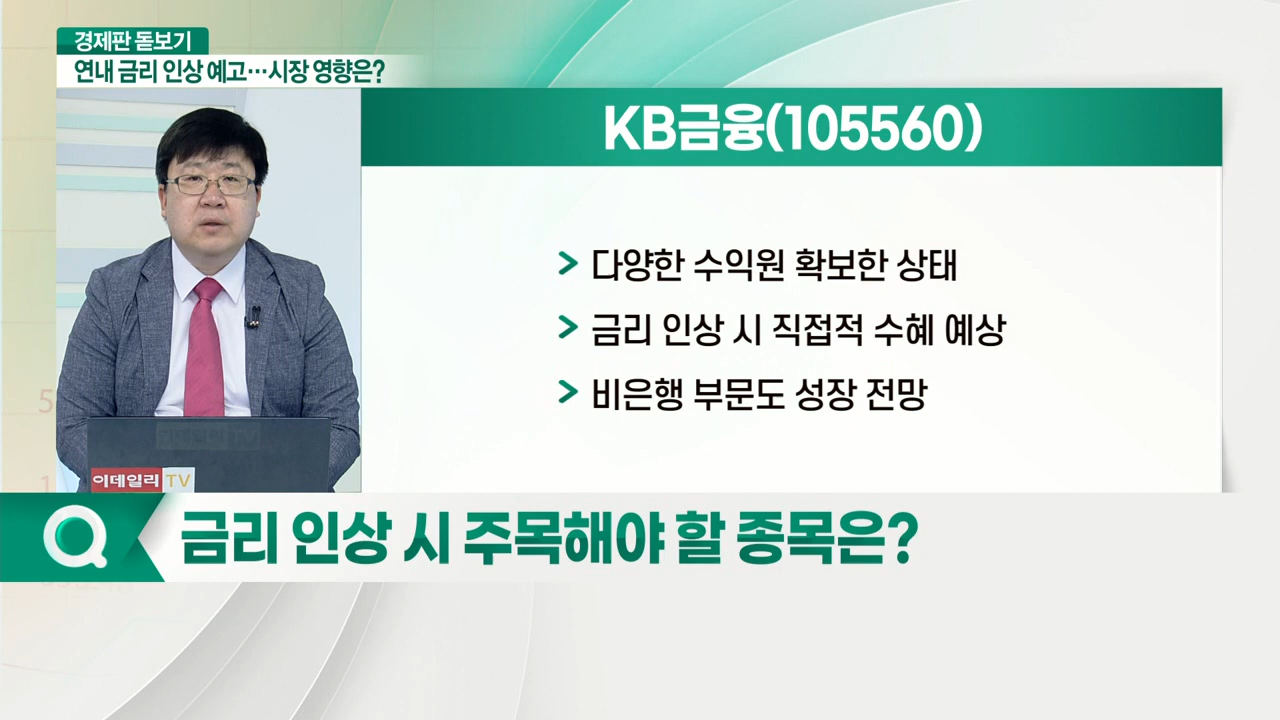 경제판 돋보기
연내 금리 인상 예고…시장 영향은?
KB금융(105560)
> 다양한 수익원 확보한 상태
> 금리 인상 시 직접적 수혜 예상
> 비은행 부문도 성장 전망
이데일리 TV
Q 금리 인상 시 주목해야 할 종목은?